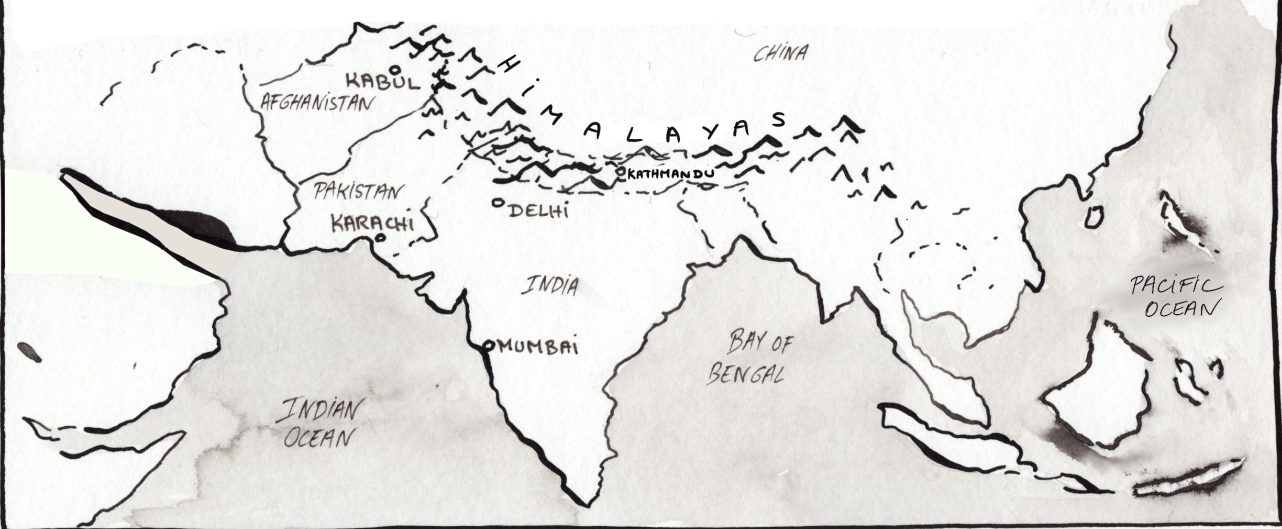 CHINA
HiMALAYAS
KABUL
AFGHANiSTAN
KATHMANDU
PAKiSTAN
DELHi
KARACHi
iNDiA
PACiFiC
OCEAN
MUMBAi
BAY OF
BENGAL
iNDiAN
OCEAN